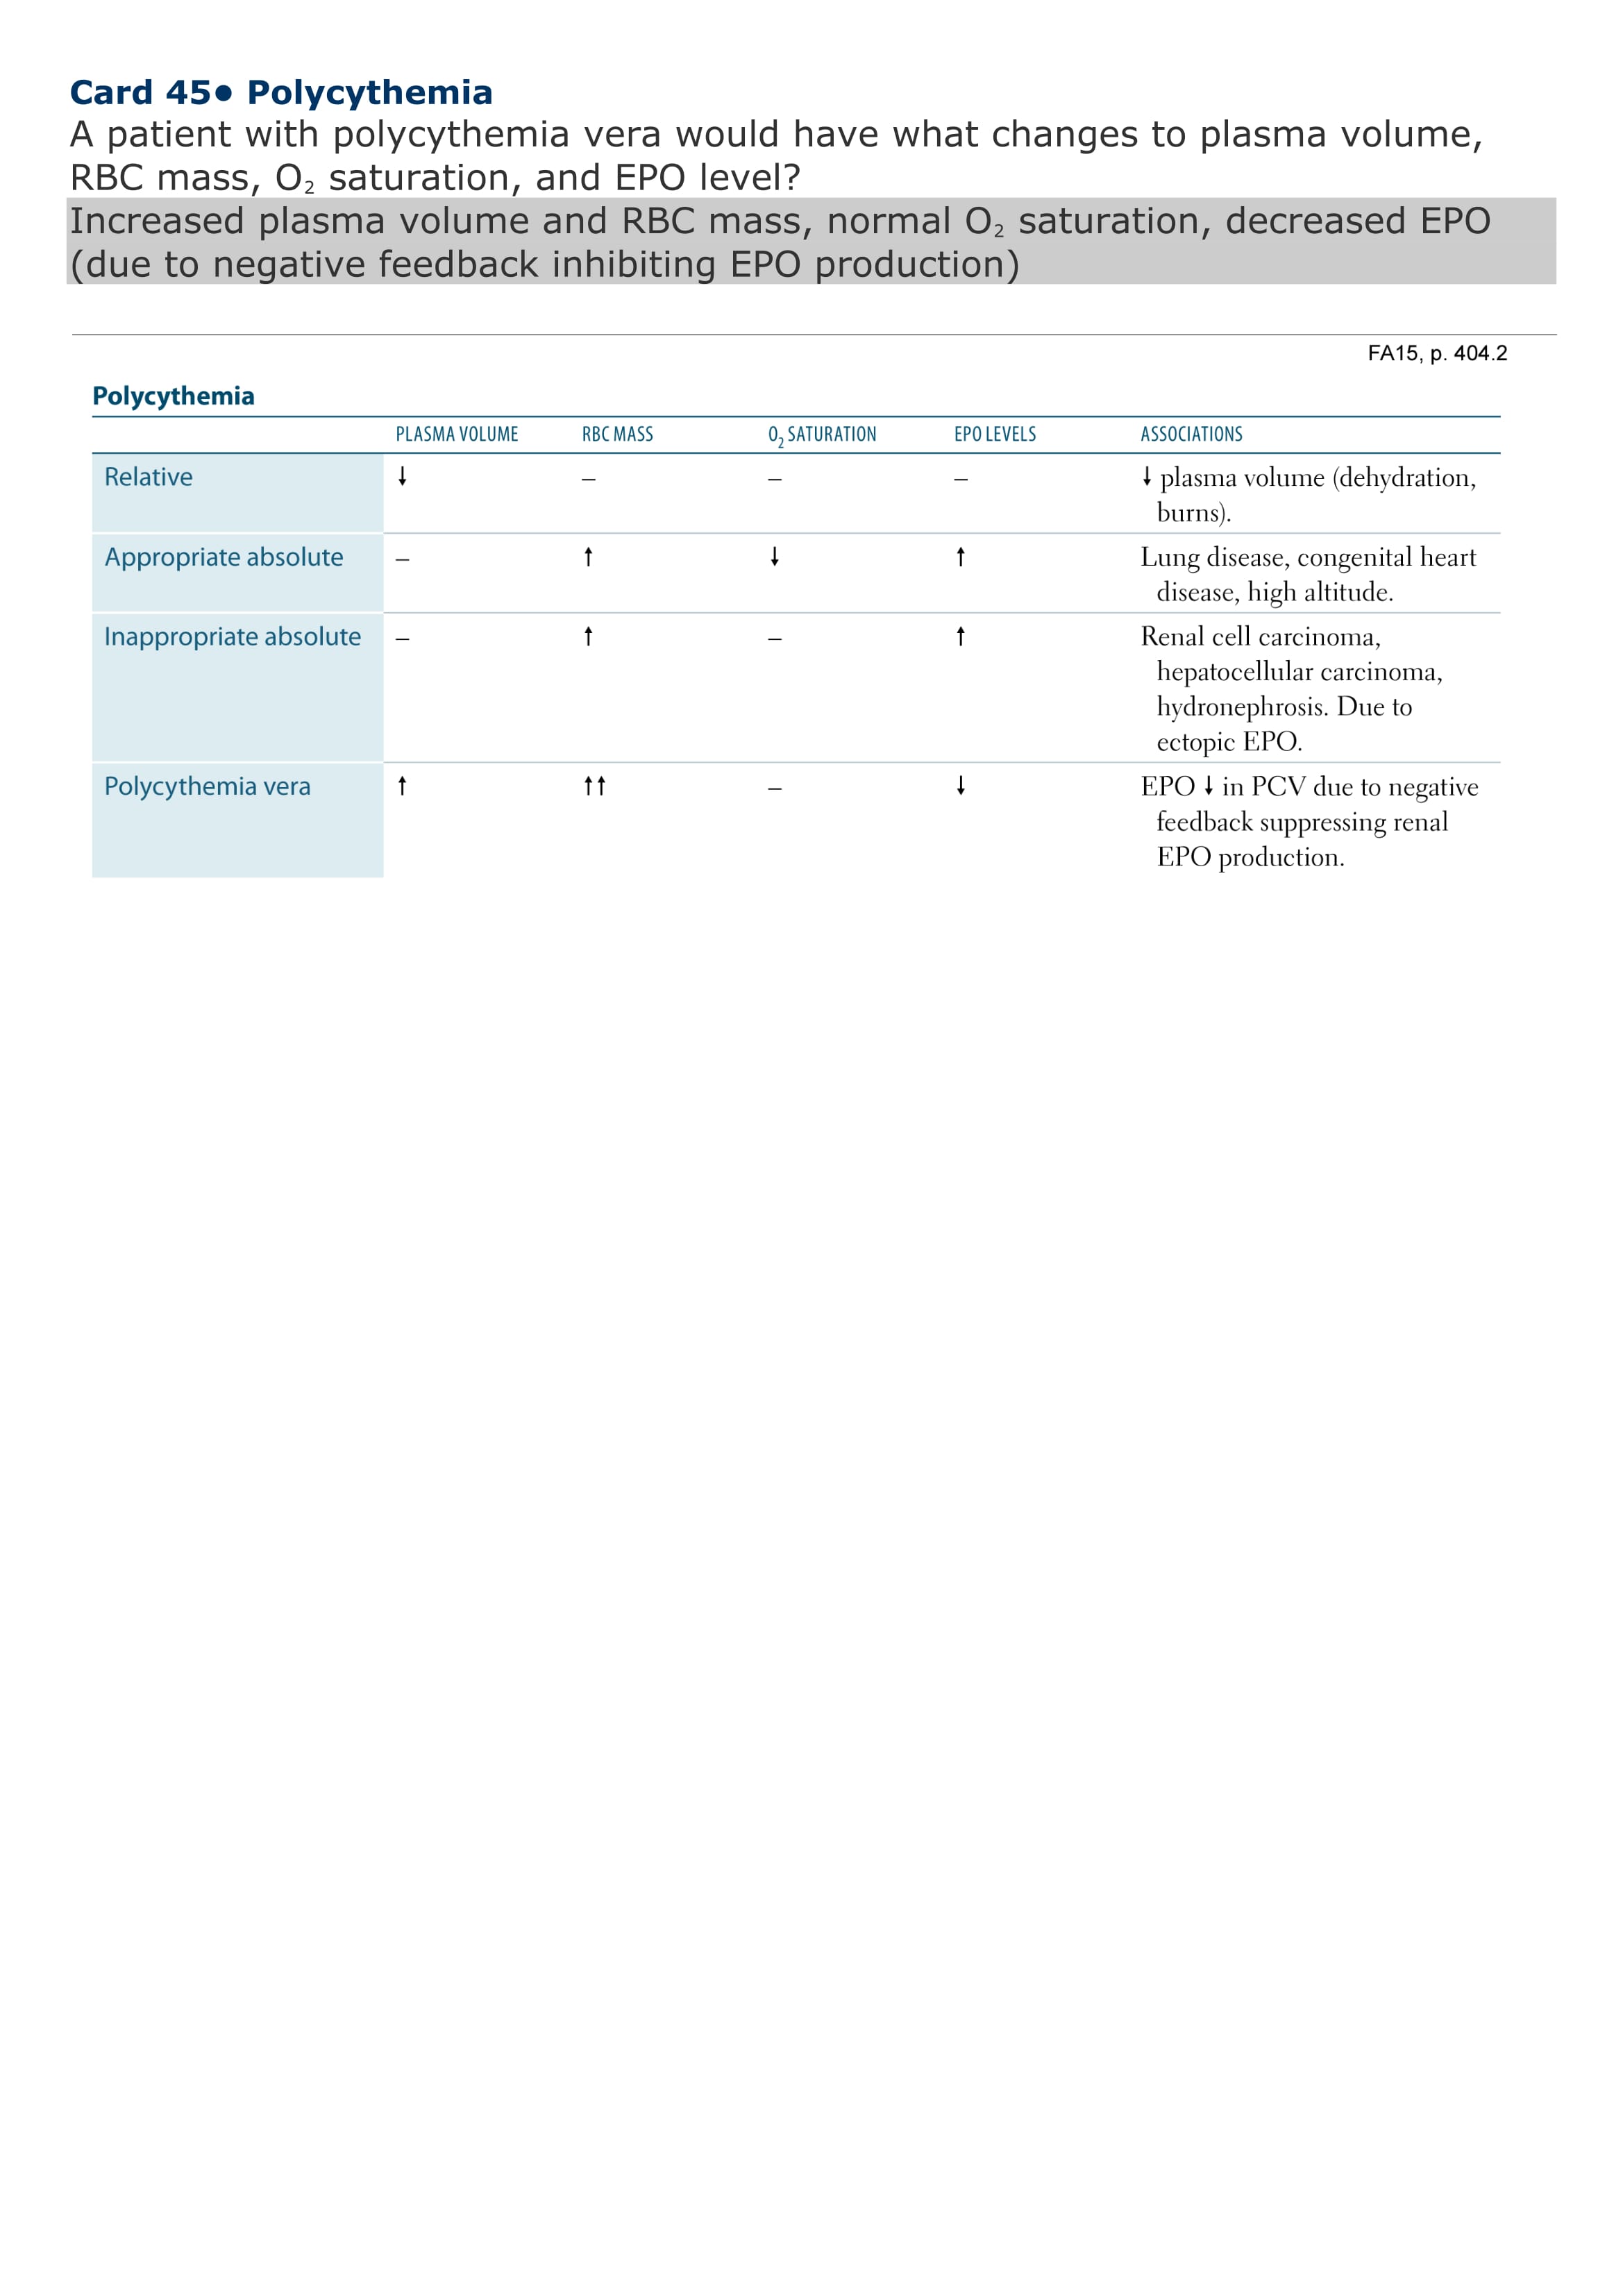 Card 45● Polycythemia
A patient with polycythemia vera would have what changes to plasma volume,
RBC mass, O₂ saturation, and EPO level?
Increased plasma volume and RBC mass, normal O₂ saturation, decreased EPO
(due to negative feedback inhibiting EPO production)
FA15, p. 404.2
Polycythemia
PLASMA VOLUME RBC MASS O₂ SATURATION EPO LEVELS ASSOCIATIONS
Relative ↓ – – – ↓ plasma volume (dehydration,
burns).
Appropriate absolute – ↑ ↓ ↑ Lung disease, congenital heart
disease, high altitude.
Inappropriate absolute – ↑ – ↑ Renal cell carcinoma,
hepatocellular carcinoma,
hydronephrosis. Due to
ectopic EPO.
Polycythemia vera ↑ ↑↑ – ↓ EPO ↓ in PCV due to negative
feedback suppressing renal
EPO production.